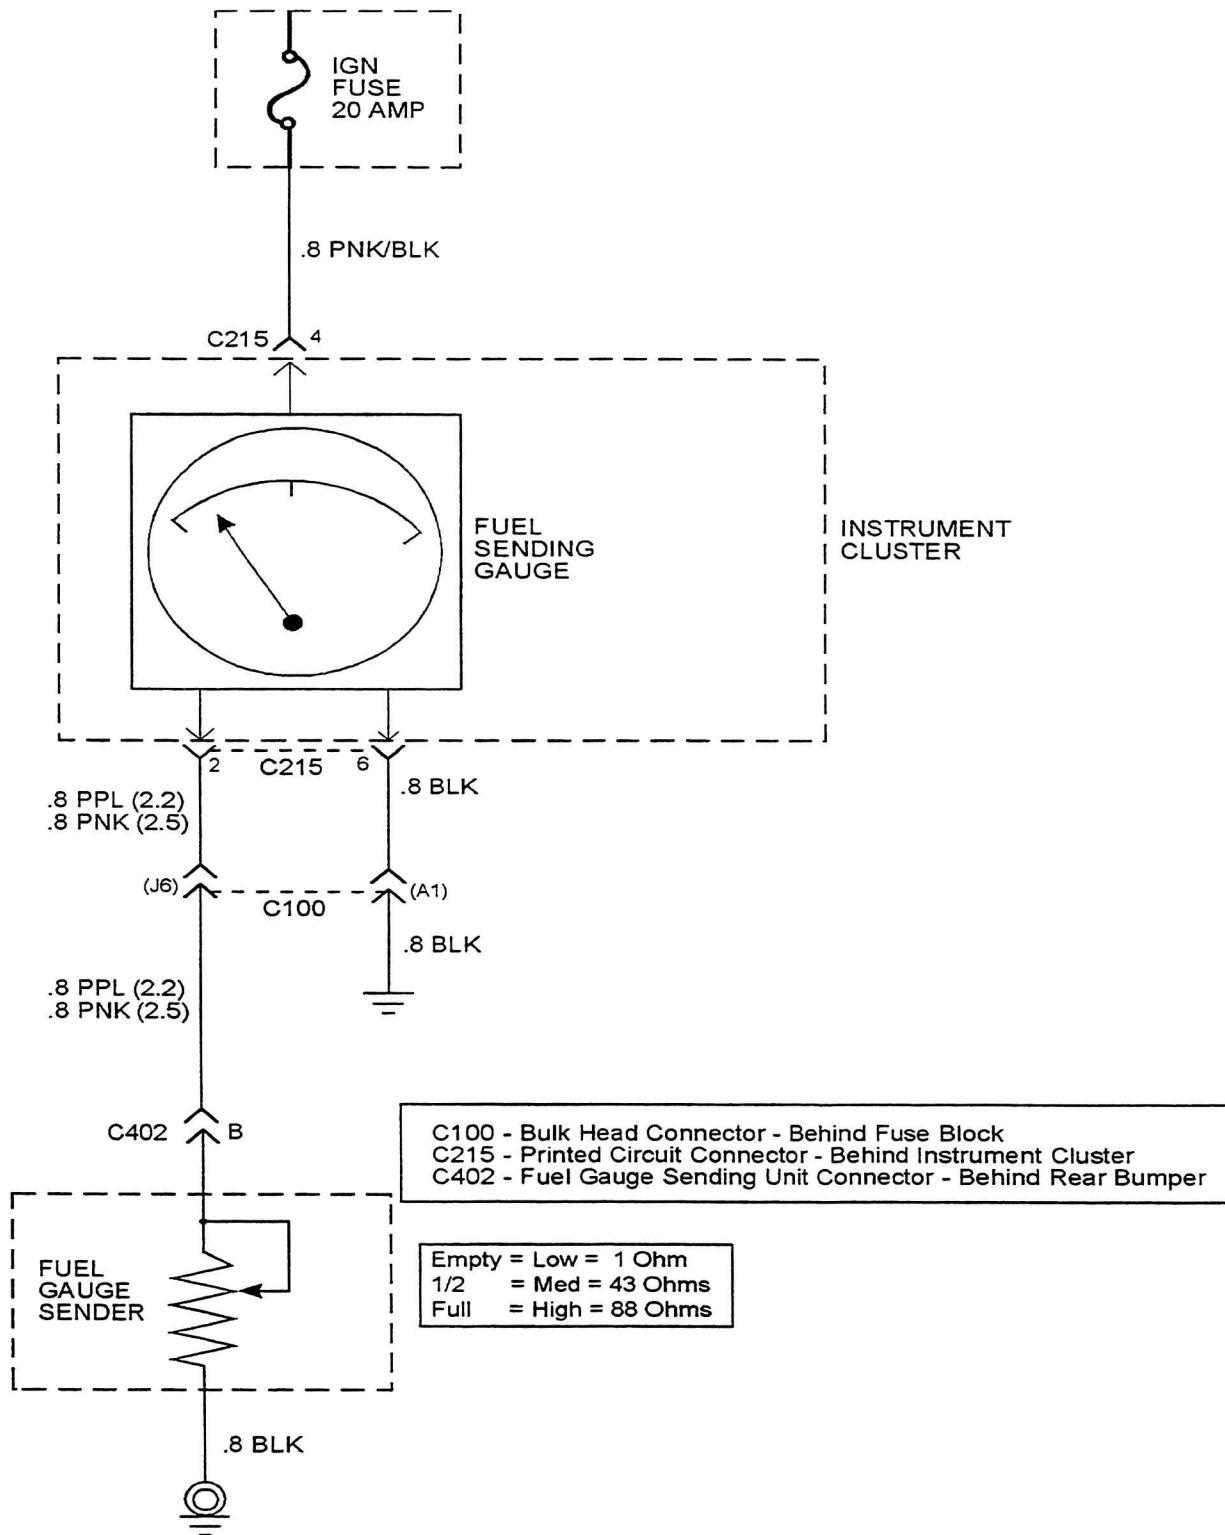 IGN
FUSE
20 AMP
.8 PNK/BLK
C215 4
FUEL
SENDING
GAUGE
INSTRUMENT
CLUSTER
2 C215 6
.8 PPL (2.2)
.8 PNK (2.5)
.8 BLK
(J6) C100 (A1)
.8 BLK
.8 PPL (2.2)
.8 PNK (2.5)
C402 B
C100 - Bulk Head Connector - Behind Fuse Block
C215 - Printed Circuit Connector - Behind Instrument Cluster
C402 - Fuel Gauge Sending Unit Connector - Behind Rear Bumper
FUEL
GAUGE
SENDER
Empty = Low = 1 Ohm
1/2 = Med = 43 Ohms
Full = High = 88 Ohms
.8 BLK